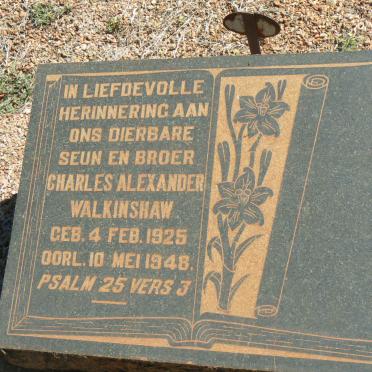 IN LIEFDEVOLLE
HERINNERING AAN
ONS DIERBARE
SEUN EN BROER
CHARLES ALEXANDER
WALKINSHAW.
GEB. 4 FEB. 1925
OORL. 10 MEI 1948.
PSALM 25 VERS 3